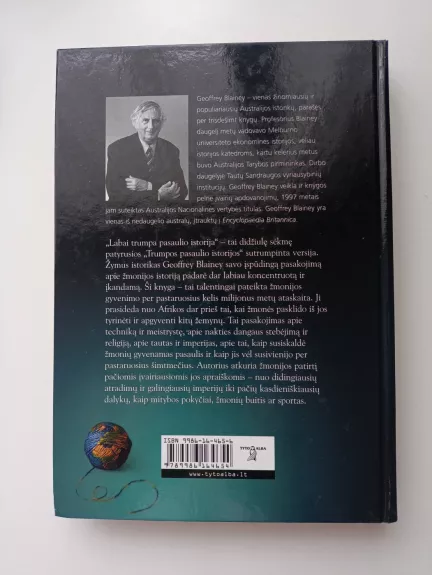 Geoffrey Blainey – vienas žinomiausių ir
populiariausių Australijos istorikų, parašęs
per trisdešimt knygų. Profesorius Blainey
daugelį metų vadovavo Melburno
universiteto ekonominės istorijos, vėliau
istorijos katedroms, kartu kelerius metus
buvo Australijos Tarybos pirmininkas. Dirbo
daugelyje Tautų Sandraugos vyriausybinių
institucijų. Geoffrey Blainey veikla ir knygos
pelnė įvairių apdovanojimų, 1997 metais
jam suteiktas Australijos Nacionalinės vertybės titulas. Geoffrey Blainey yra
vienas iš nedaugelio australų, įtrauktų į Encyclopaedia Britannica.
„Labai trumpa pasaulio istorija“ – tai didžiulę sėkmę
patyrusios „Trumpos pasaulio istorijos“ sutrumpinta versija.
Žymus istorikas Geoffrey Blainey savo įspūdingą pasakojimą
apie žmonijos istoriją padarė dar labiau koncentruotą ir
įkandamą. Ši knyga – tai talentingai pateikta žmonijos
gyvenimo per pastaruosius kelis milijonus metų ataskaita. Ji
prasideda nuo Afrikos dar prieš tai, kai žmonės pasklido iš jos
tyrinėti ir apgyventi kitų žemynų. Tai pasakojimas apie
techniką ir meistrystę, apie nakties dangaus stebėjimą ir
religiją, apie tautas ir imperijas, apie tai, kaip susiskaldė
žmonių gyvenamas pasaulis ir kaip jis vėl susivienijo per
pastaruosius šimtmečius. Autorius atkuria žmonijos patirtį
pačiomis įvairiausiomis jos apraiškomis – nuo didingiausių
atradimų ir galingiausių imperijų iki pačių kasdieniškiausių
dalykų, kaip mitybos pokyčiai, žmonių buitis ar sportas.
ISBN 9986-16-465-6
TYTO ALBA
9 789986 164654
www.tytoalba.lt